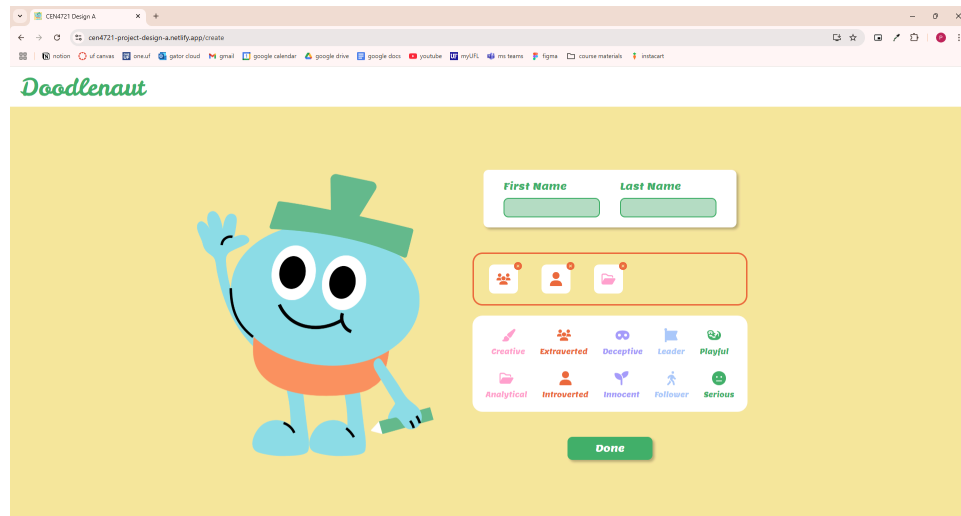 CEN4721 Design A
cen4721-project-design-a.netlify.app/create
notion uf canvas one.uf gator cloud gmail google calendar google drive google docs youtube myUFL ms teams figma course materials instacart
Doodlenaut
First Name Last Name
Creative Extraverted Deceptive Leader Playful
Analytical Introverted Innocent Follower Serious
Done